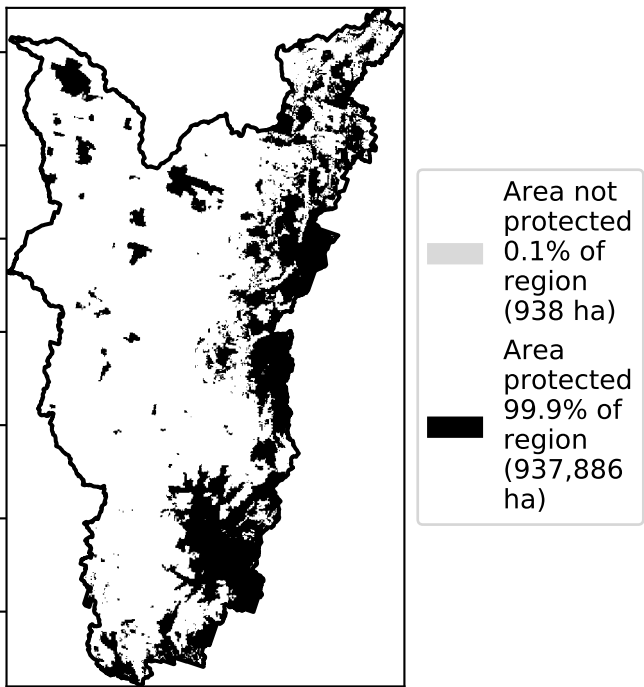 Area not
protected
0.1% of
region
(938 ha)
Area
protected
99.9% of
region
(937,886
ha)